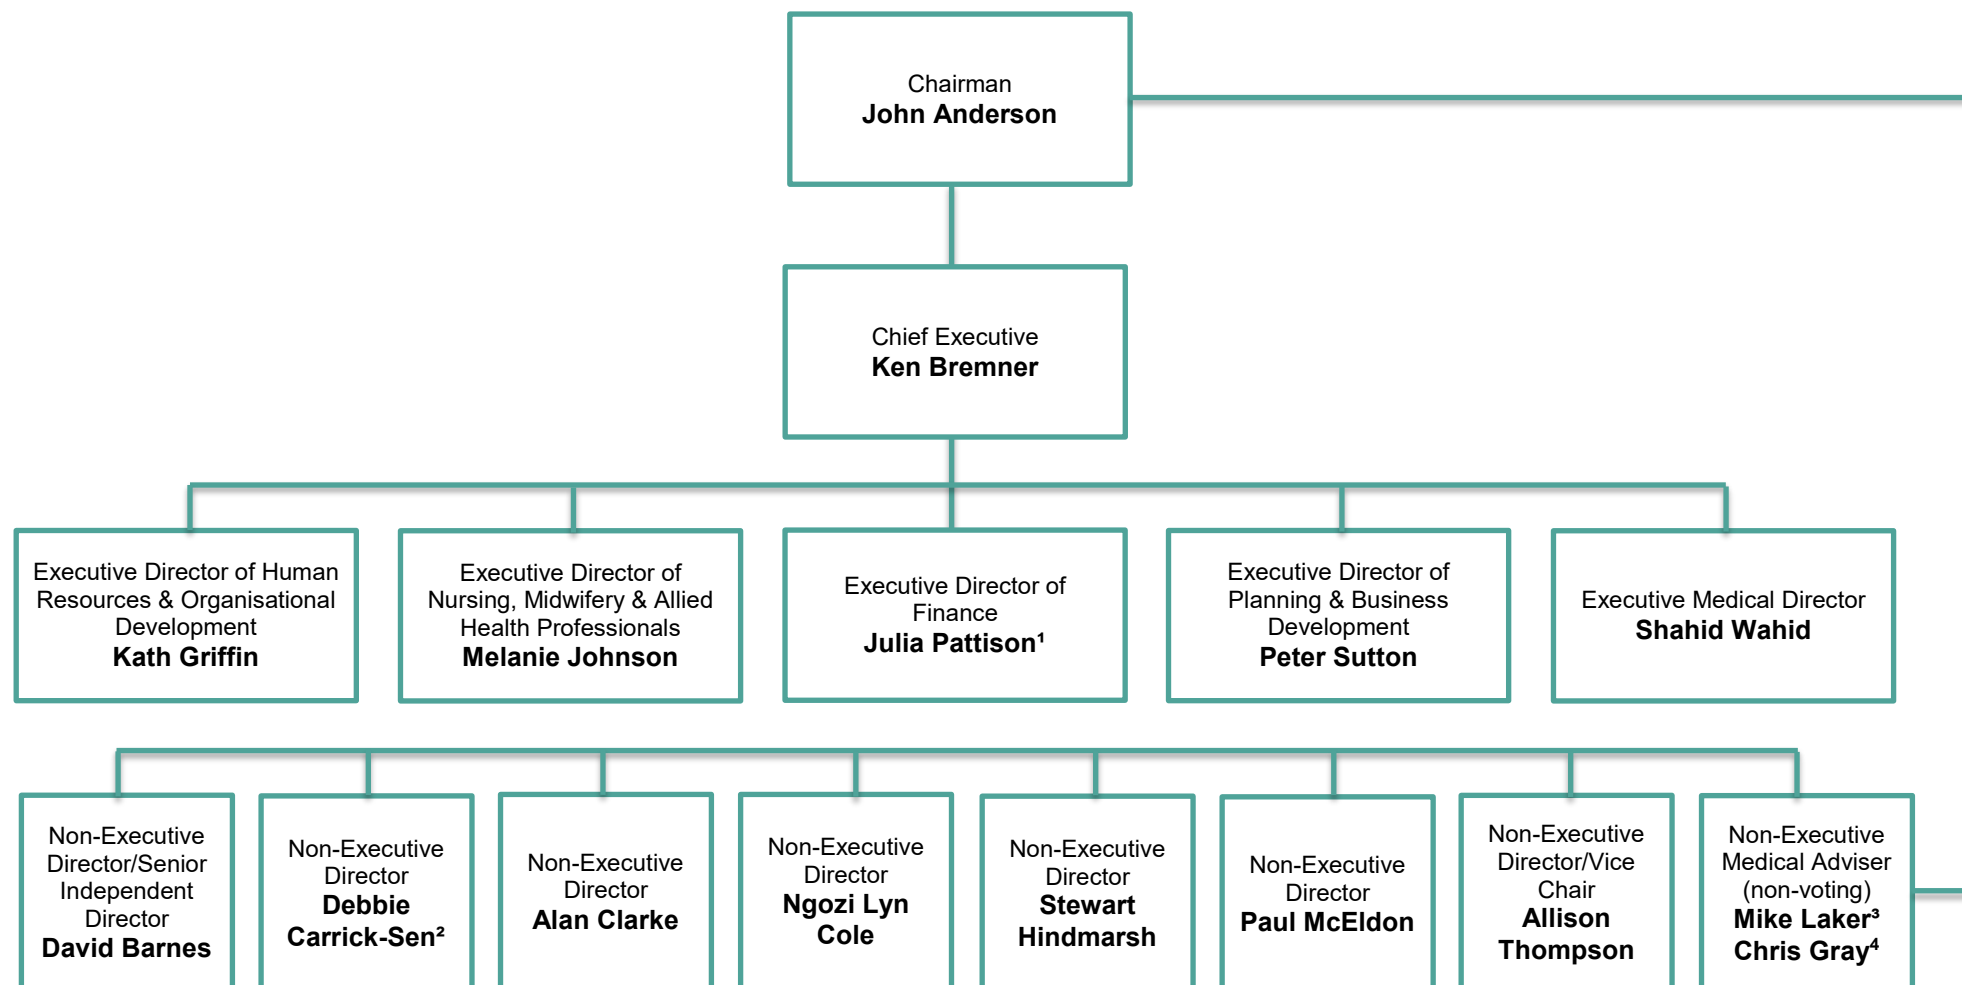 Chairman
John Anderson
Chief Executive
Ken Bremner
Executive Director of Human
Resources & Organisational
Development
Kath Griffin
Executive Director of
Nursing, Midwifery & Allied
Health Professionals
Melanie Johnson
Executive Director of
Finance
Julia Pattison¹
Executive Director of
Planning & Business
Development
Peter Sutton
Executive Medical Director
Shahid Wahid
Non-Executive
Director/Senior
Independent
Director
David Barnes
Non-Executive
Director
Debbie
Carrick-Sen²
Non-Executive
Director
Alan Clarke
Non-Executive
Director
Ngozi Lyn
Cole
Non-Executive
Director
Stewart
Hindmarsh
Non-Executive
Director
Paul McEldon
Non-Executive
Director/Vice
Chair
Allison
Thompson
Non-Executive
Medical Adviser
(non-voting)
Mike Laker³
Chris Gray⁴